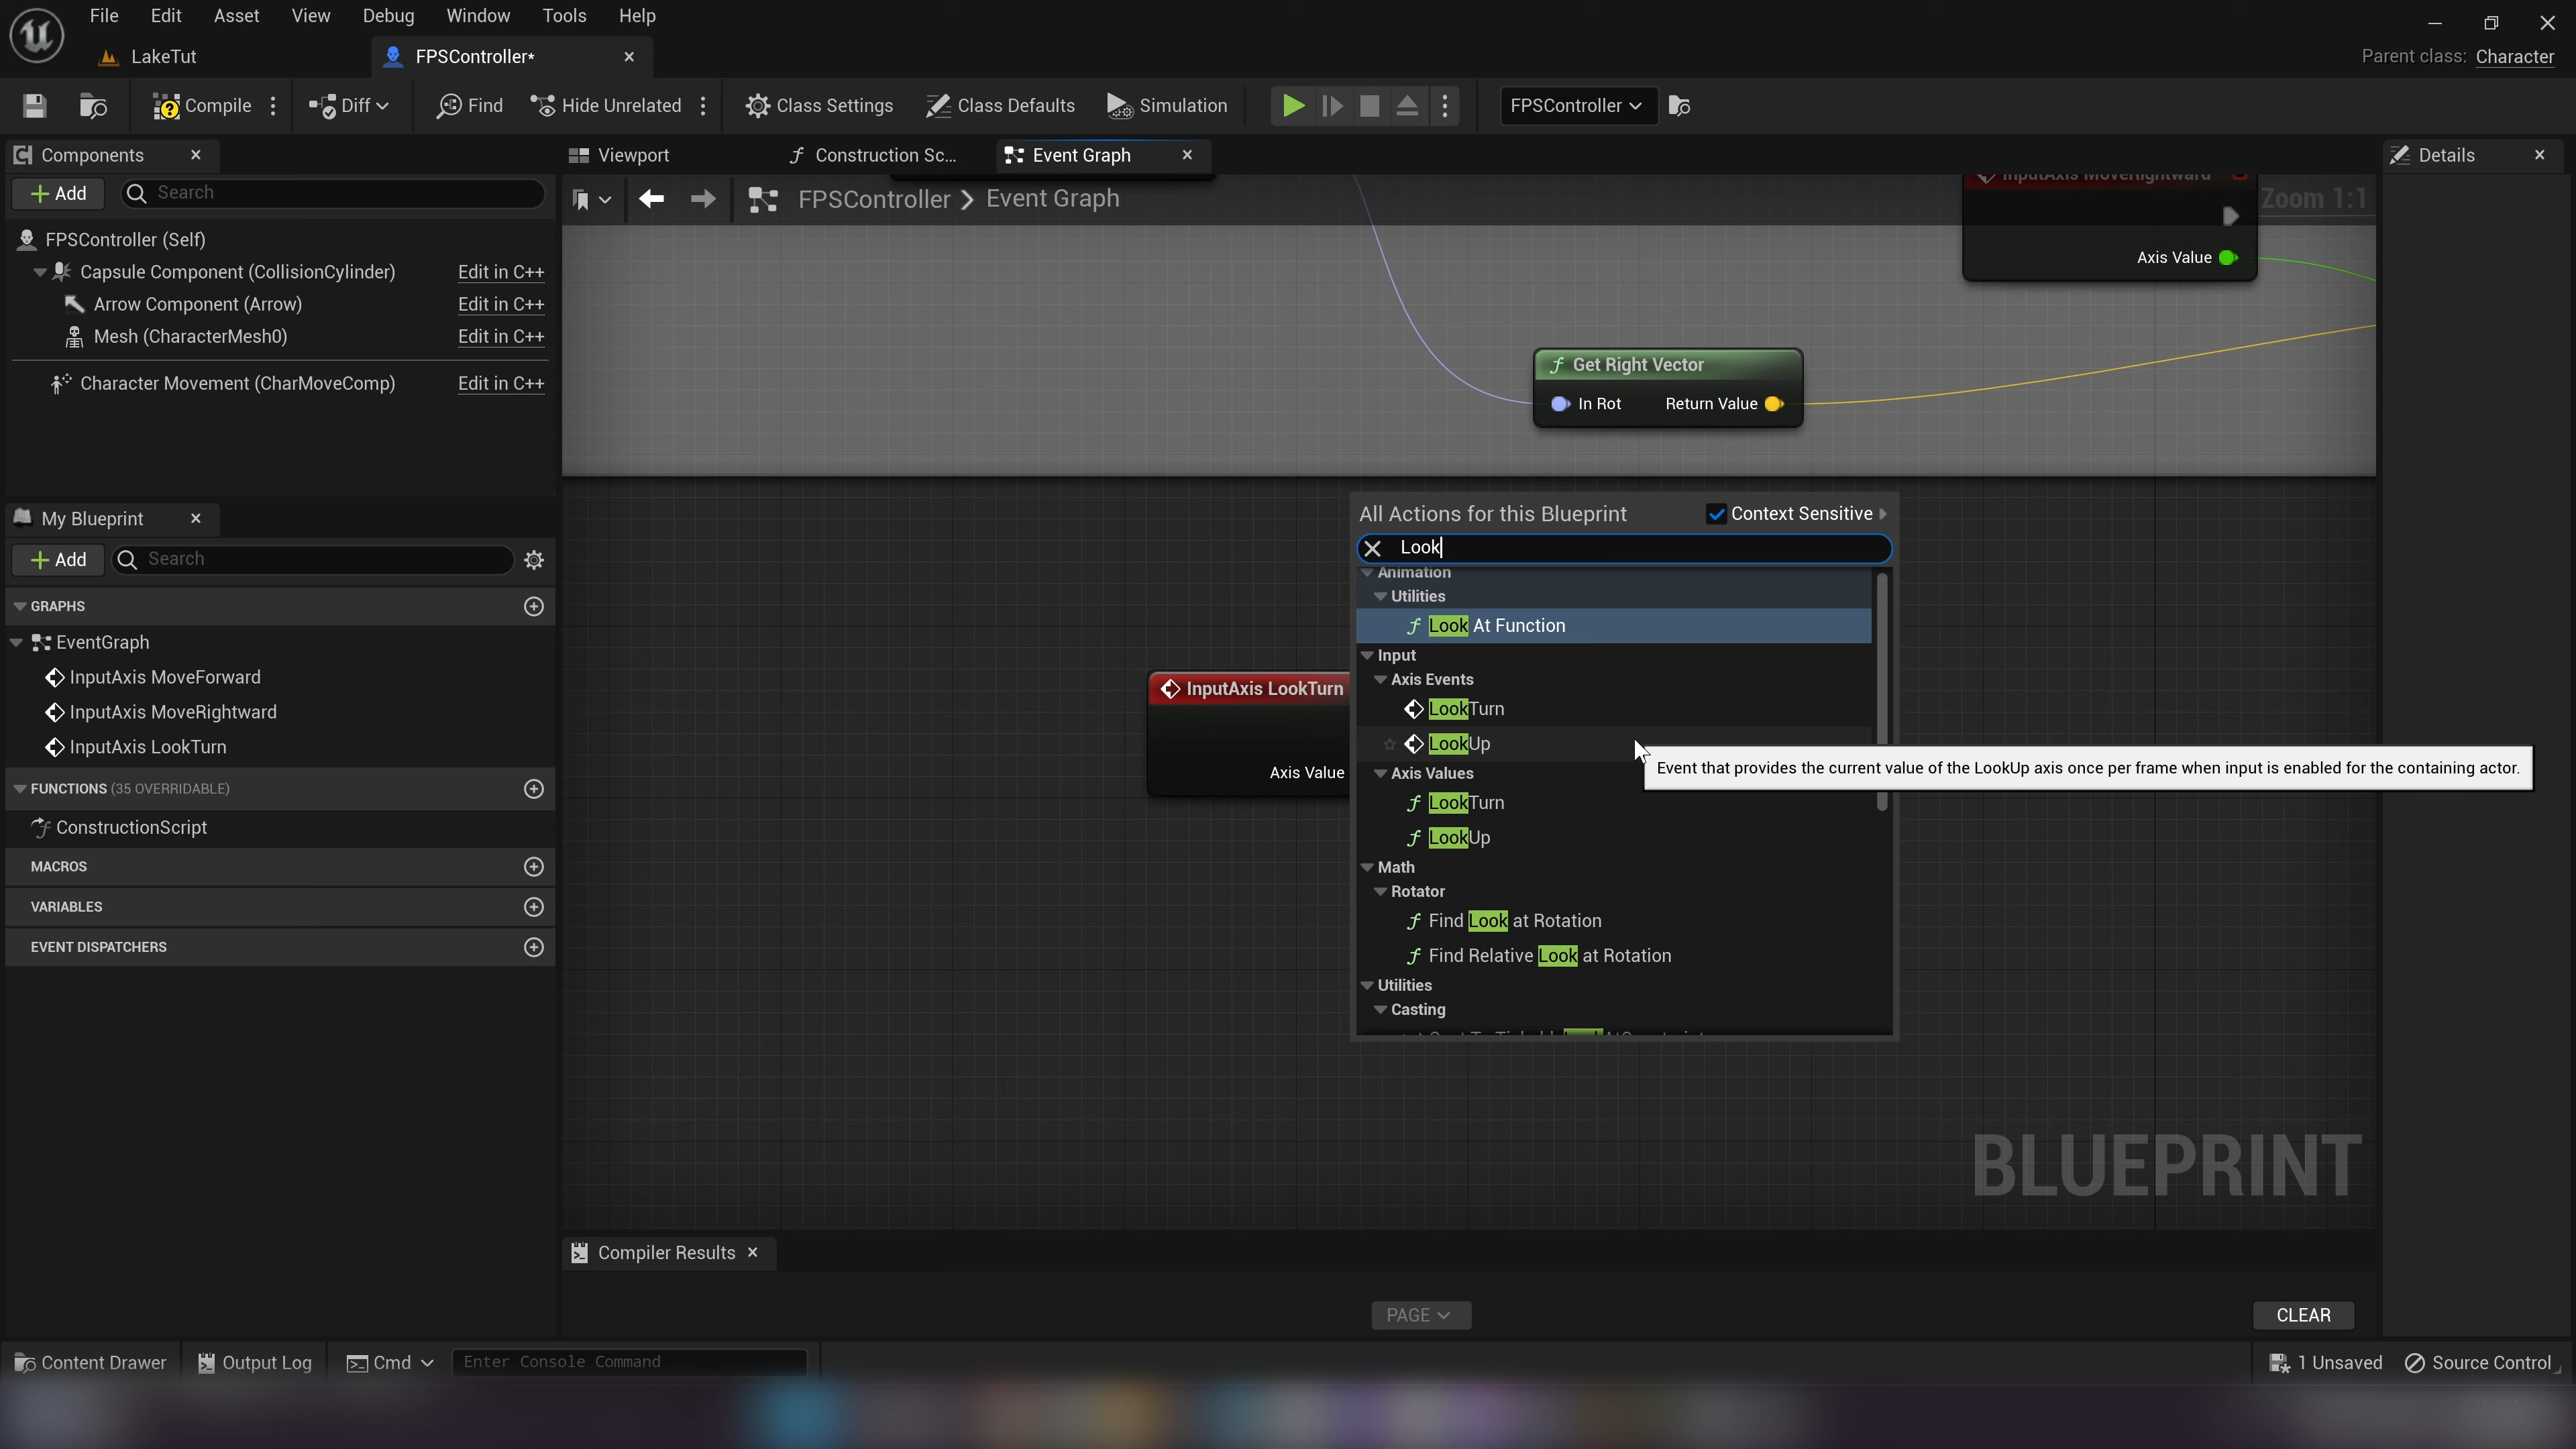 File Edit Asset View Debug Window Tools Help
LakeTut
FPSController*
Parent class: Character
Compile
Diff
Find
Hide Unrelated
Class Settings
Class Defaults
Simulation
FPSController
Components
Viewport
Construction Sc...
Event Graph
Details
Add
Search
FPSController > Event Graph
Zoom 1:1
InputAxis MoveRightward
Axis Value
FPSController (Self)
Capsule Component (CollisionCylinder) Edit in C++
Arrow Component (Arrow) Edit in C++
Mesh (CharacterMesh0) Edit in C++
Character Movement (CharMoveComp) Edit in C++
Get Right Vector
In Rot Return Value
My Blueprint
Add
Search
GRAPHS
EventGraph
InputAxis MoveForward
InputAxis MoveRightward
InputAxis LookTurn
FUNCTIONS (35 OVERRIDABLE)
ConstructionScript
MACROS
VARIABLES
EVENT DISPATCHERS
InputAxis LookTurn
Axis Value
All Actions for this Blueprint Context Sensitive
Look
Animation
Utilities
Look At Function
Input
Axis Events
LookTurn
LookUp
Event that provides the current value of the LookUp axis once per frame when input is enabled for the containing actor.
Axis Values
LookTurn
LookUp
Math
Rotator
Find Look at Rotation
Find Relative Look at Rotation
Utilities
Casting
BLUEPRINT
Compiler Results
PAGE
CLEAR
Content Drawer
Output Log
Cmd
Enter Console Command
1 Unsaved
Source Control